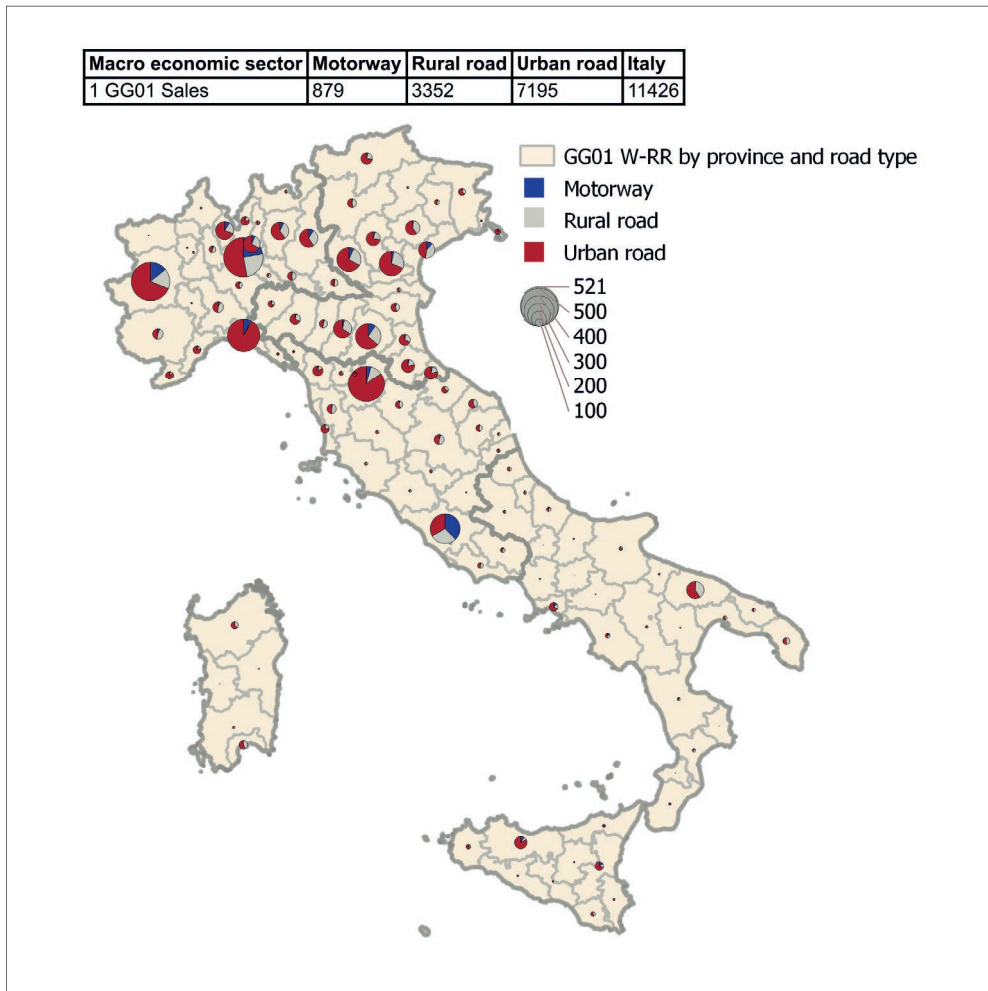 Macro economic sector Motorway Rural road Urban road Italy
1 GG01 Sales 879 3352 7195 11426
GG01 W-RR by province and road type
Motorway
Rural road
Urban road
521
500
400
300
200
100